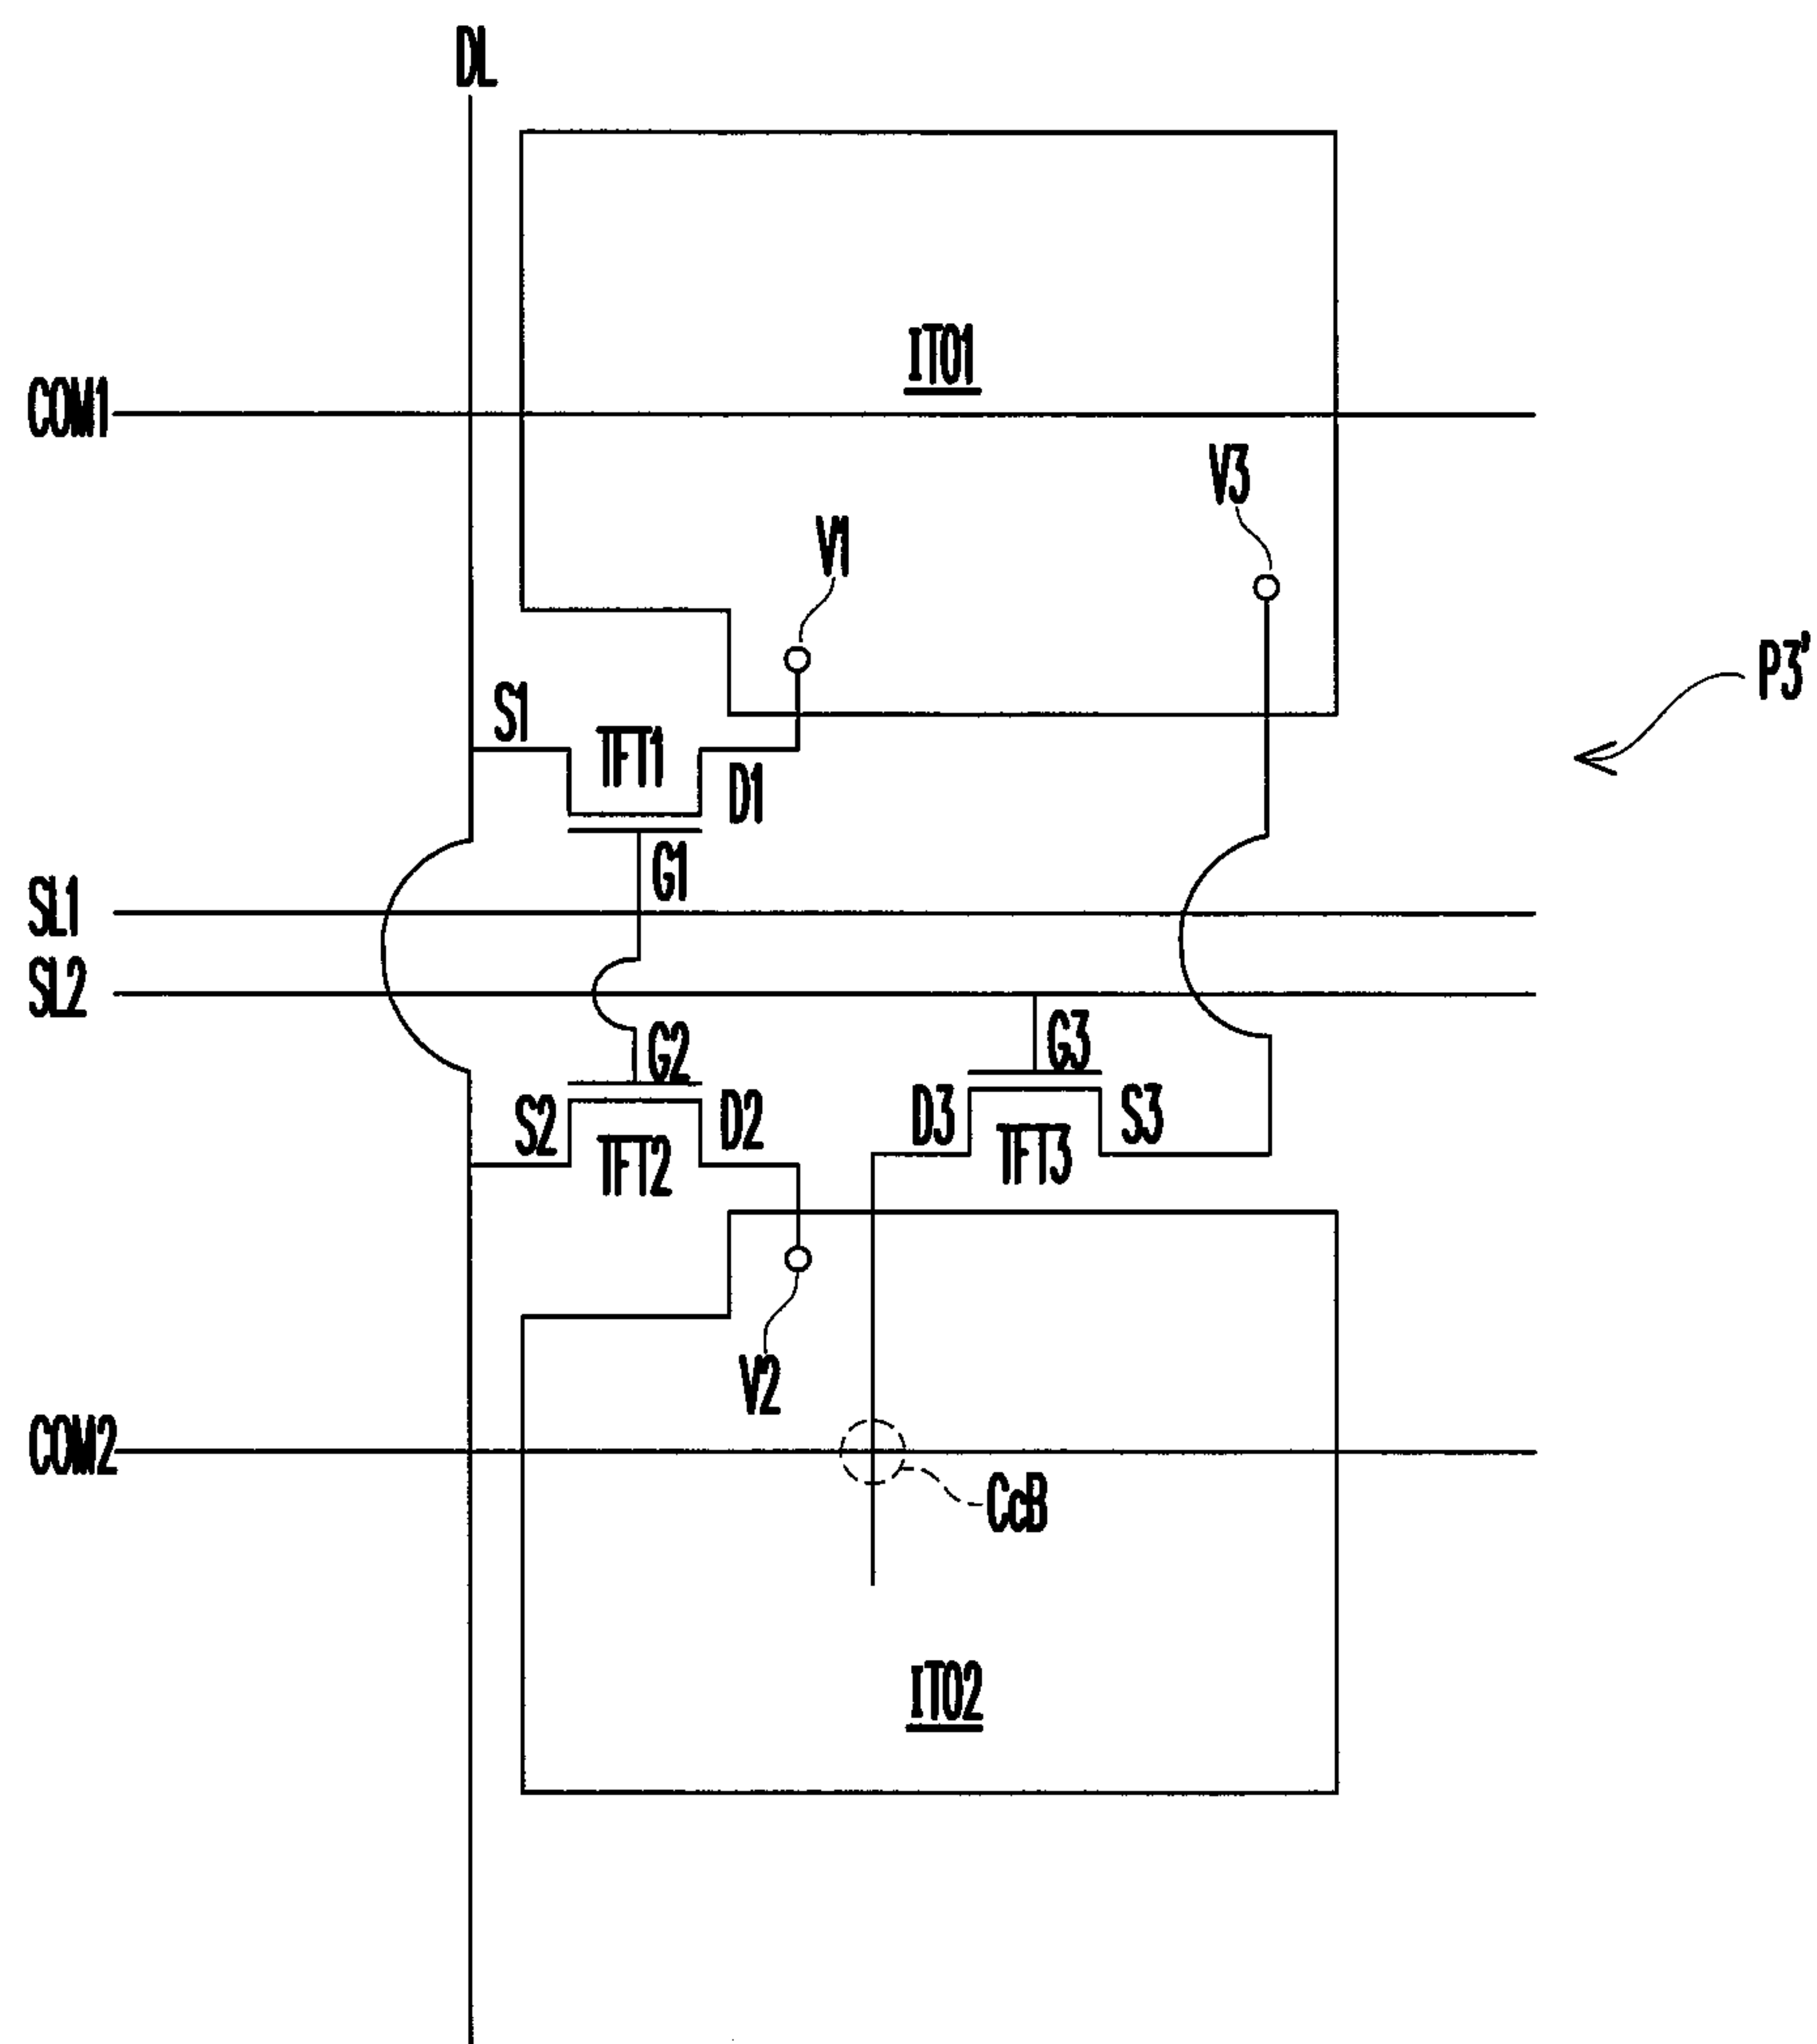 DL
ITO1
COM1
V3
V1
P3'
S1
TFT1
D1
G1
SL1
SL2
G2
G3
S2
D2
D3
S3
TFT2
TFT3
V2
COM2
CcB
ITO2